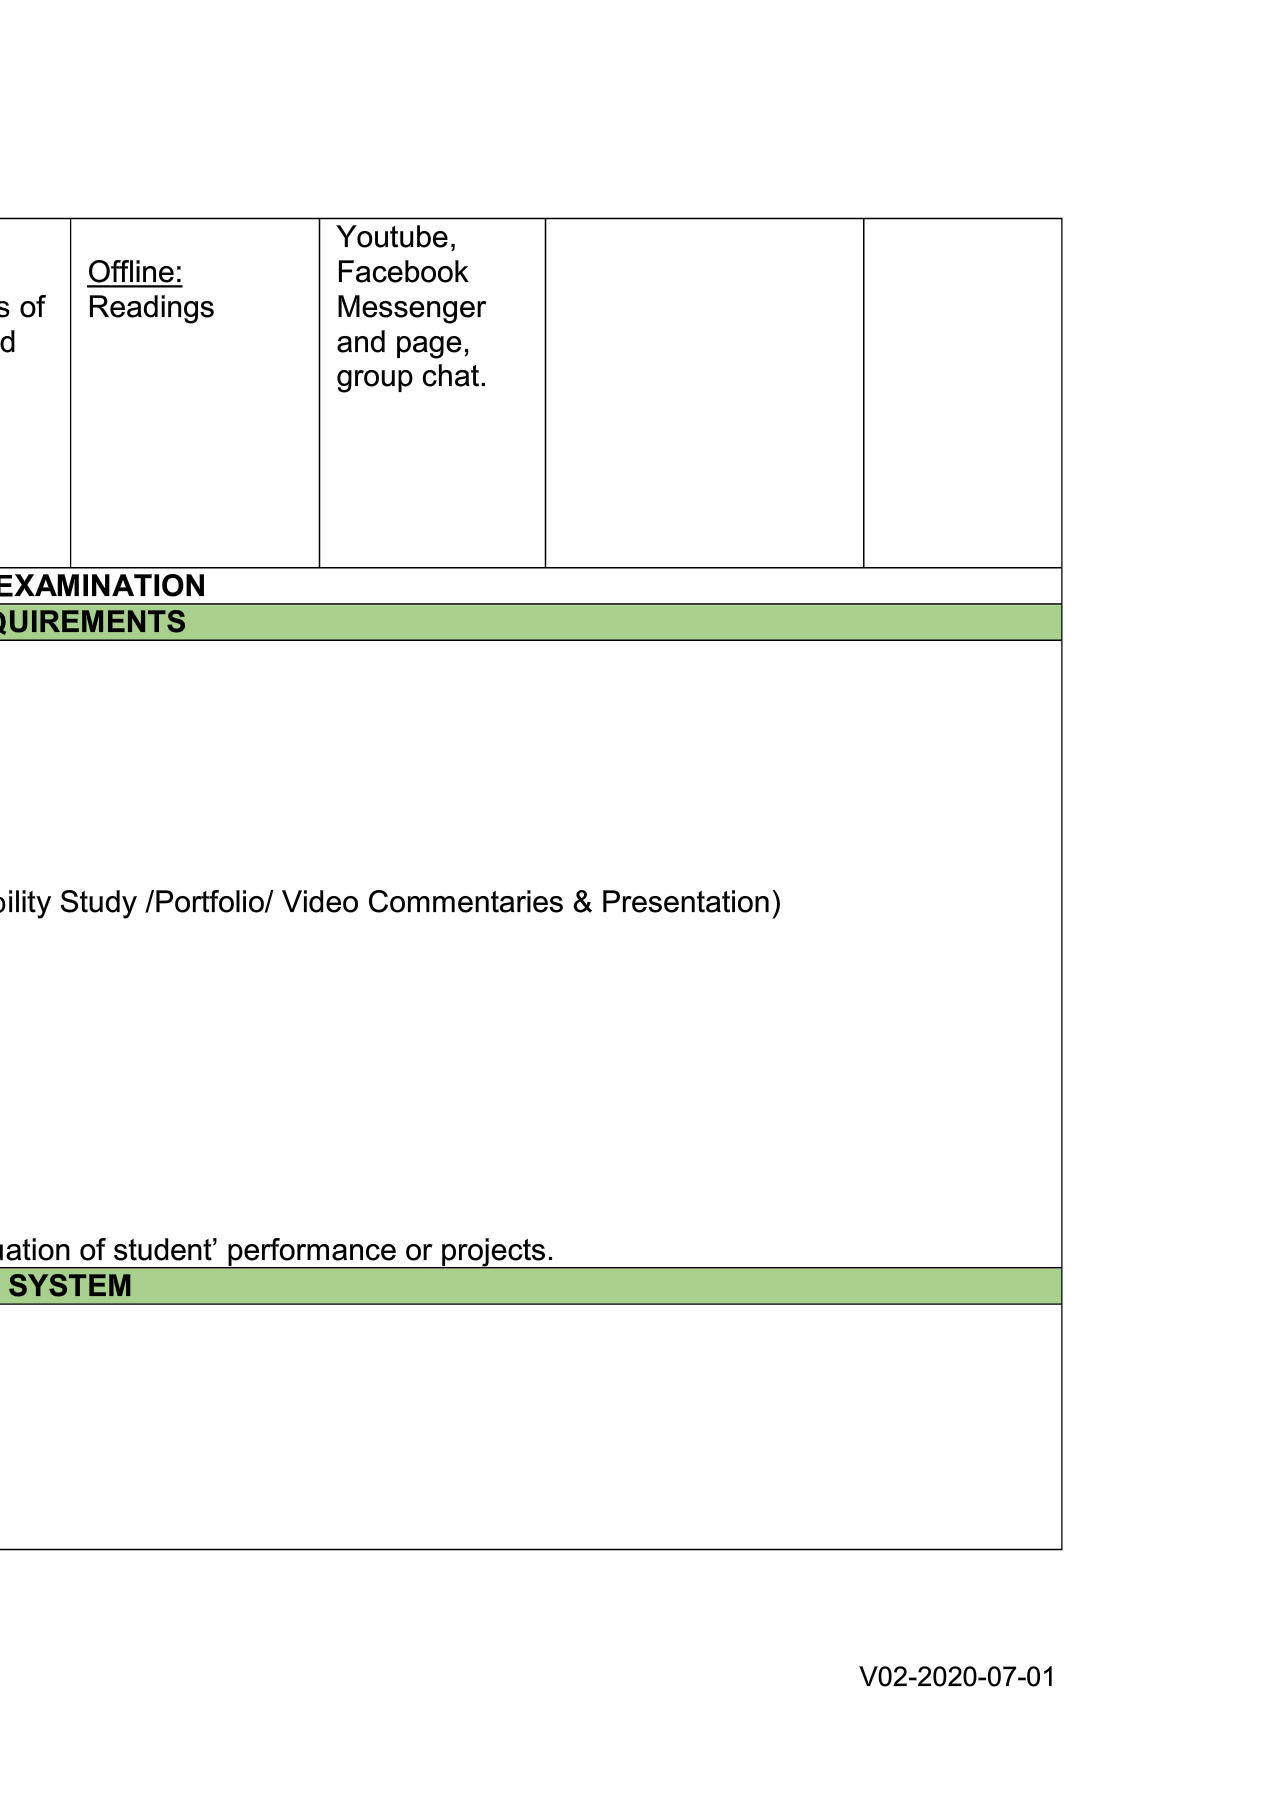 Youtube,
Offline:
Facebook
s of
Readings
Messenger
d
and page,
group chat.
EXAMINATION
QUIREMENTS
bility Study /Portfolio/ Video Commentaries & Presentation)
uation of student’ performance or projects.
SYSTEM
V02-2020-07-01